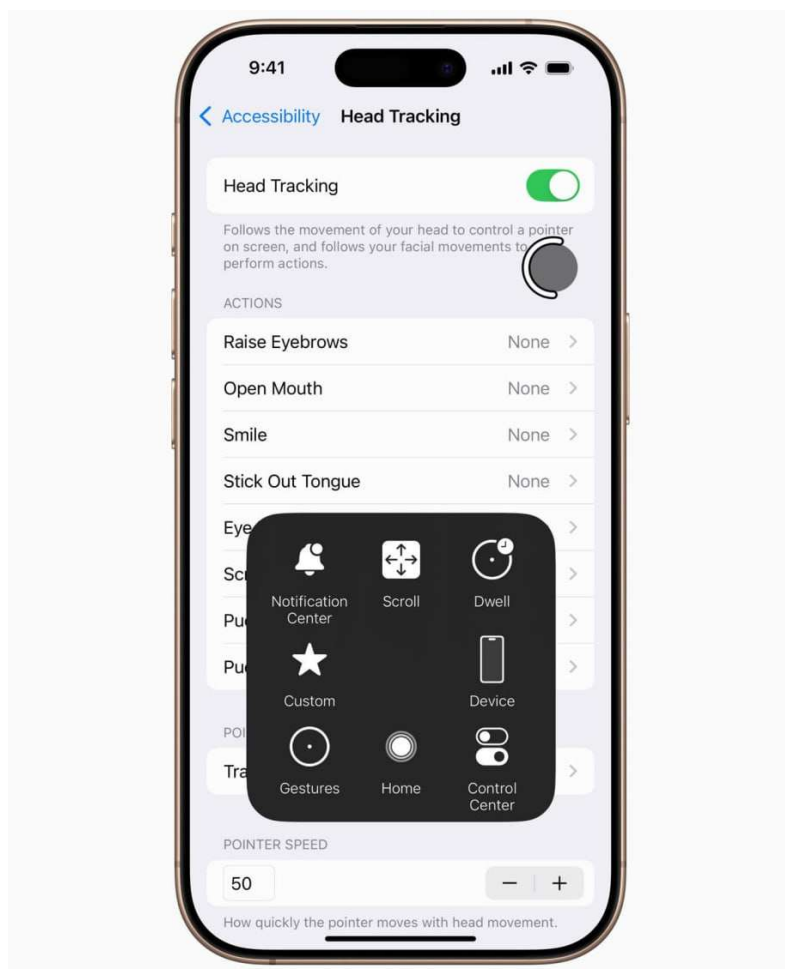 9:41
Accessibility Head Tracking
Head Tracking
Follows the movement of your head to control a pointer
on screen, and follows your facial movements to
perform actions.
ACTIONS
Raise Eyebrows None
Open Mouth None
Smile None
Stick Out Tongue None
Eye
Notification
Center
Scroll
Dwell
Custom
Device
Gestures
Home
Control
Center
POINTER SPEED
50
How quickly the pointer moves with head movement.